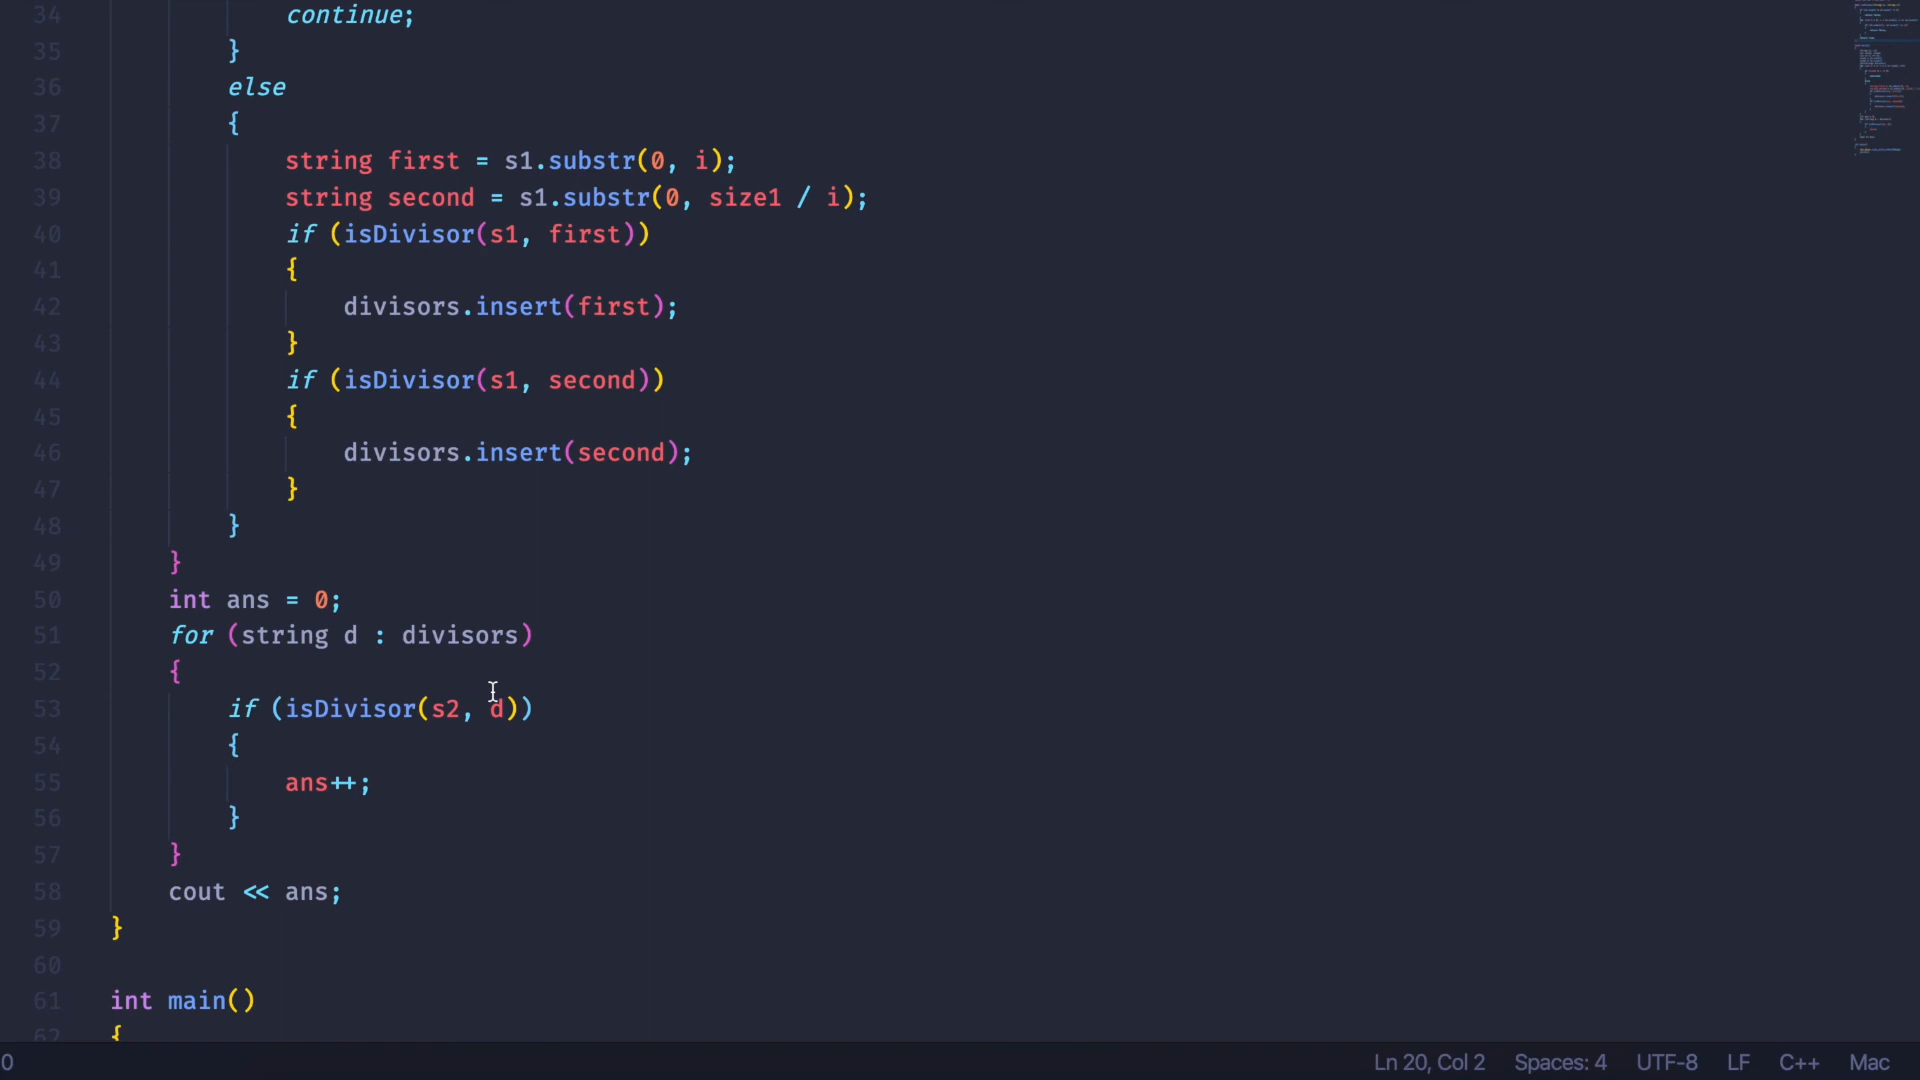 34 continue;
35 }
36 else
37 {
38 string first = s1.substr(0, i);
39 string second = s1.substr(0, size1 / i);
40 if (isDivisor(s1, first))
41 {
42 divisors.insert(first);
43 }
44 if (isDivisor(s1, second))
45 {
46 divisors.insert(second);
47 }
48 }
49 }
50 int ans = 0;
51 for (string d : divisors)
52 {
53 if (isDivisor(s2, d))
54 {
55 ans++;
56 }
57 }
58 cout << ans;
59 }
60
61 int main()
62 {
0 Ln 20, Col 2 Spaces: 4 UTF-8 LF C++ Mac